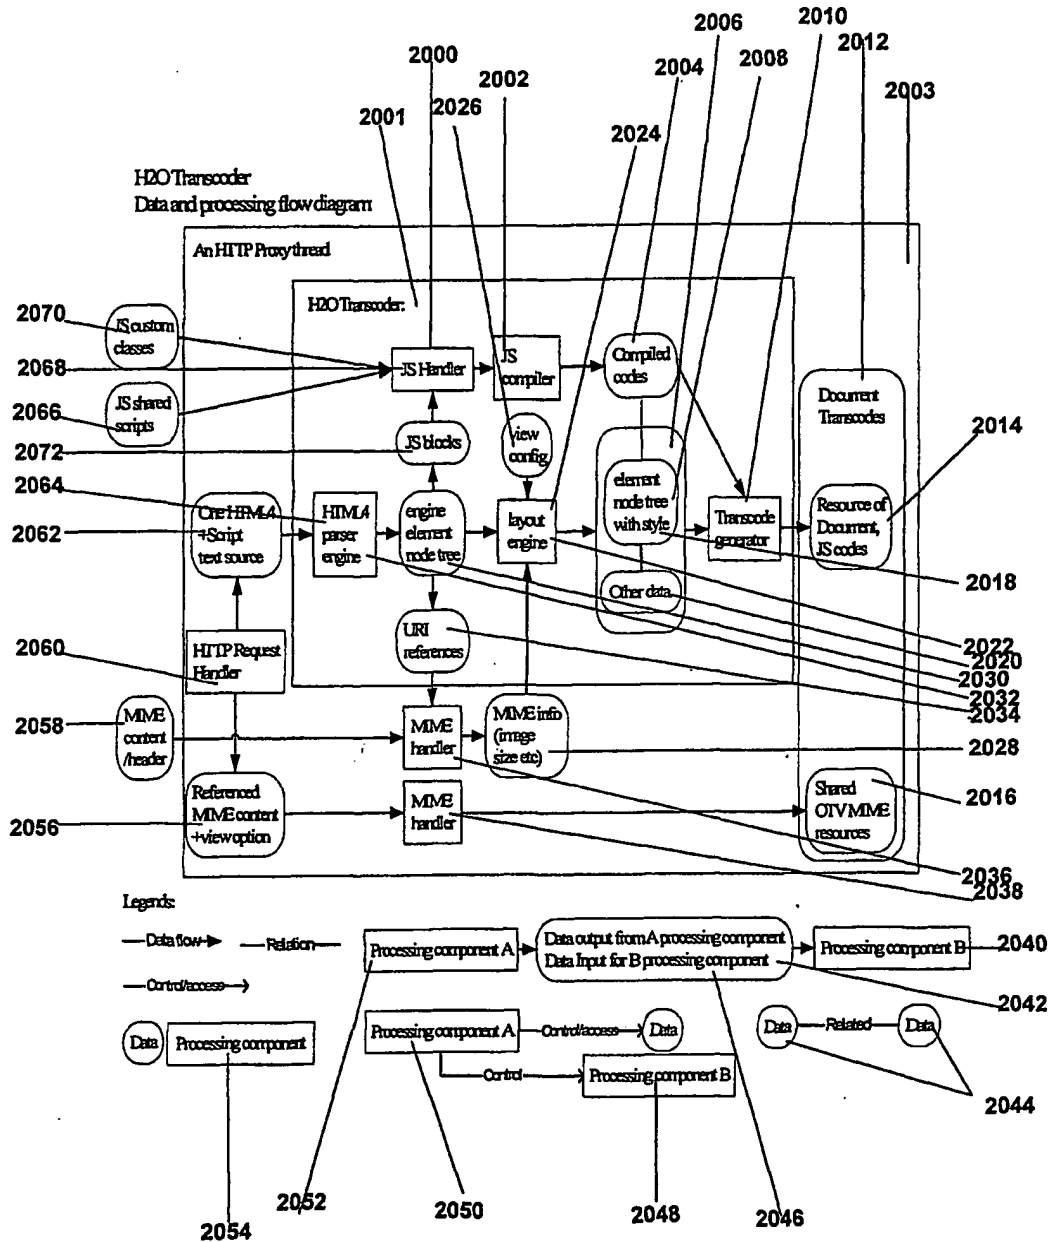 2006
2010
2000
2002
2004
2008
2012
2001
2026
2024
2003
H2O Transcoder
Data and processing flow diagram
An HTTP Proxy thread
H2O Transcoder:
2070
JS custom
classes
2068
JS Handler
JS
compiler
Compiled
codes
Document
Transcodes
2066
JS shared
scripts
2014
2072
JS blocks
view
config
2064
One HTML4
+Script
text source
HTML4
parser
engine
engine
element
node tree
layout
engine
element
node tree
with style
Transcode
generator
Resource of
Document,
JS codes
2062
2018
Other data
2060
HTTP Request
Handler
URI
references
2022
2020
2030
2032
2034
2058
MIME
content
/header
MIME
handler
MIME info
(image
size etc)
2028
2056
Referenced
MIME content
+view option
MIME
handler
Shared
OTV MIME
resources
2016
2036
2038
Legends:
Data flow
Relation
Control/access
Processing component A
Data output from A processing component
Data Input for B processing component
Processing component B
2040
2042
Data
Processing component
Processing component A
Control/access
Data
Data
Related
Data
Control
Processing component B
2044
2052
2050
2048
2046
2054